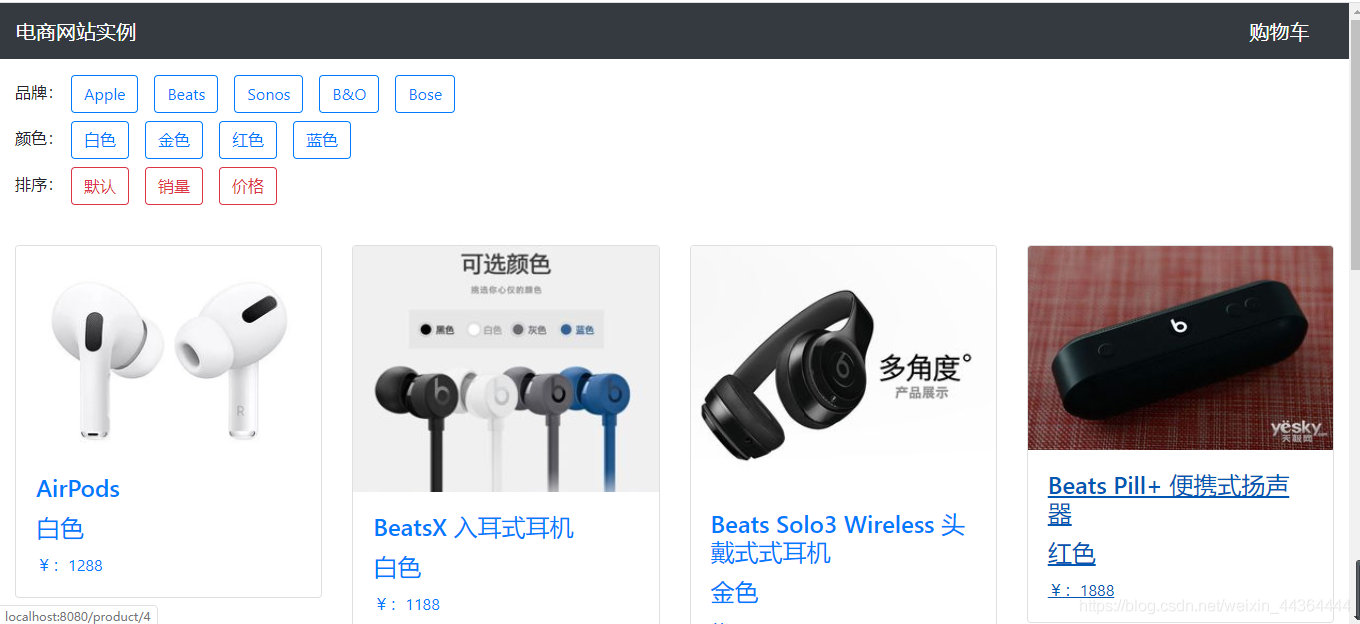 电商网站实例
购物车
品牌：
Apple
Beats
Sonos
B&O
Bose
颜色：
白色
金色
红色
蓝色
排序：
默认
销量
价格
R
AirPods
白色
￥：1288
可选颜色
挑选你心仪的颜色
黑色
白色
灰色
蓝色
BeatsX 入耳式耳机
白色
￥：1188
多角度°
产品展示
Beats Solo3 Wireless 头
戴式式耳机
金色
yesky
天极网
Beats Pill+ 便携式扬声
器
红色
￥：1888
localhost:8080/product/4
https://blog.csdn.net/weixin_44364444